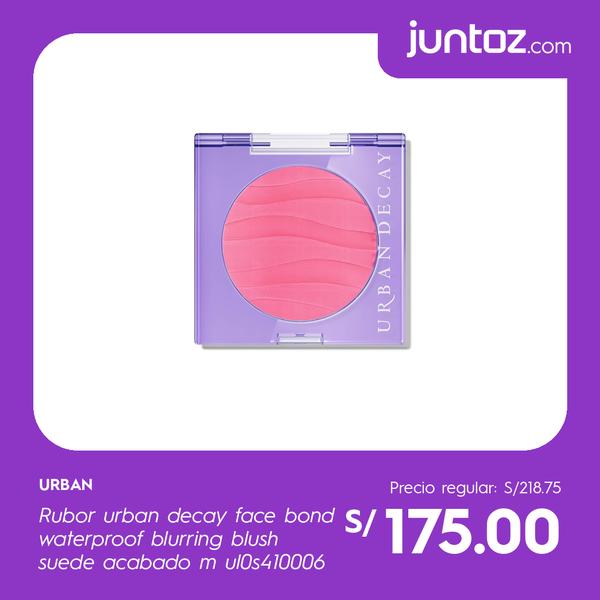 juntoz.com
URBAN DECAY
URBAN
Rubor urban decay face bond
waterproof blurring blush
suede acabado m ul0s410006
Precio regular: S/218.75
S/175.00